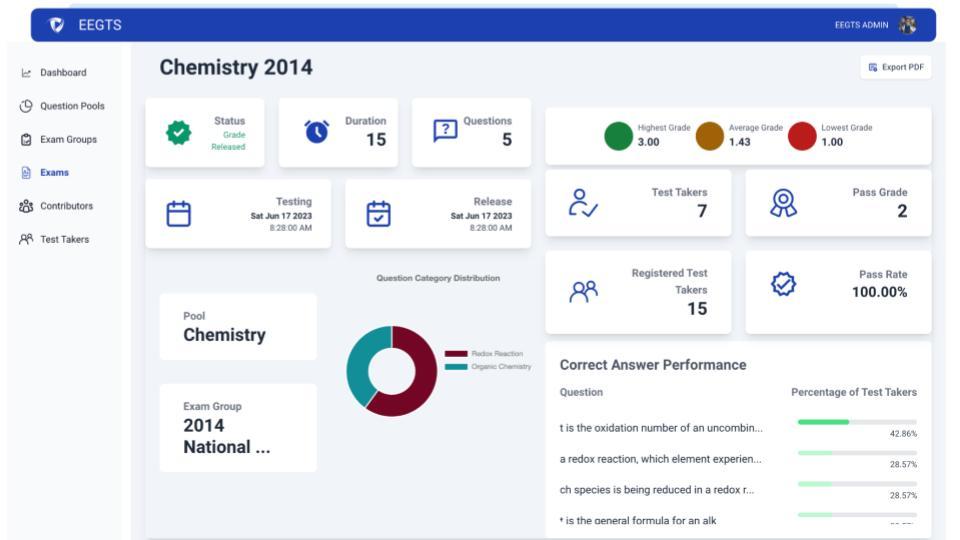 EEGTS
EEGTS ADMIN
Dashboard
Question Pools
Exam Groups
Exams
Contributors
Test Takers
Chemistry 2014
Export PDF
Status
Grade
Released
Duration
15
Questions
5
Testing
Sat Jun 17 2023
8:28:00 AM
Release
Sat Jun 17 2023
8:28:00 AM
Highest Grade
3.00
Average Grade
1.43
Lowest Grade
1.00
Test Takers
7
Pass Grade
2
Registered Test
Takers
15
Pass Rate
100.00%
Question Category Distribution
Redox Reaction
Organic Chemistry
Pool
Chemistry
Exam Group
2014
National ...
Correct Answer Performance
Question Percentage of Test Takers
t is the oxidation number of an uncombin...
42.86%
a redox reaction, which element experien...
28.57%
ch species is being reduced in a redox r...
28.57%
is the general formula for an alk